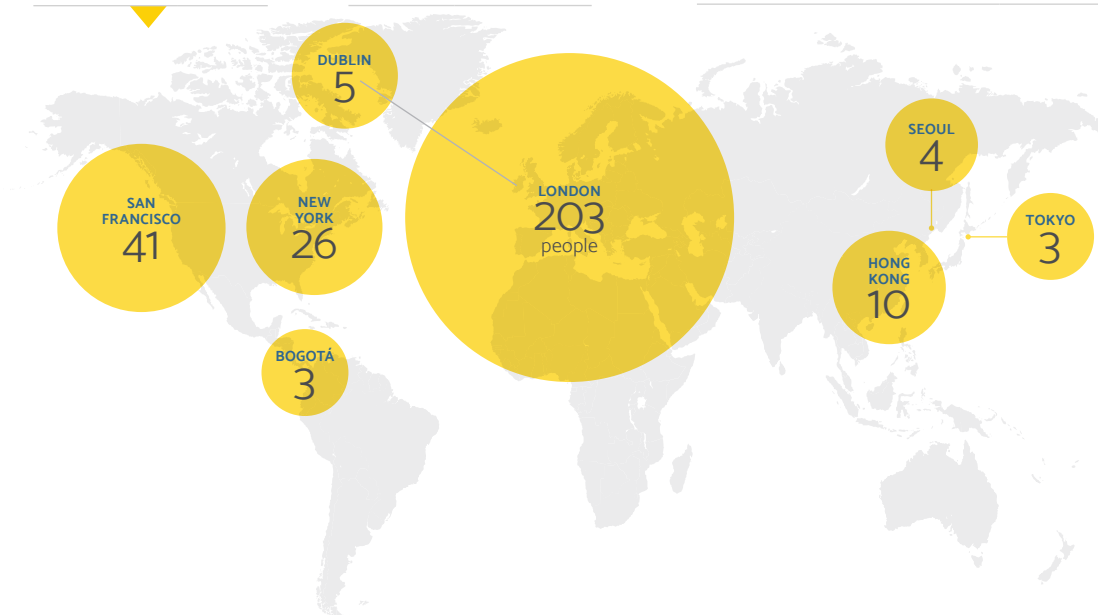 DUBLIN
5
SAN
FRANCISCO
41
NEW
YORK
26
LONDON
203
people
SEOUL
4
TOKYO
3
HONG
KONG
10
BOGOTÁ
3